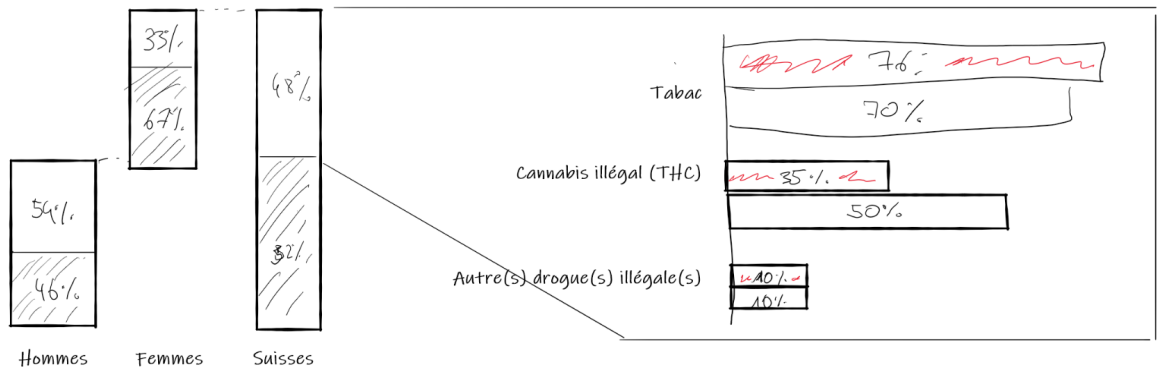 33%
67%
48%
54%
46%
52%
Hommes
Femmes
Suisses
Tabac
76%
70%
Cannabis illégal (THC)
35%
50%
Autre(s) drogue(s) illégale(s)
10%
10%